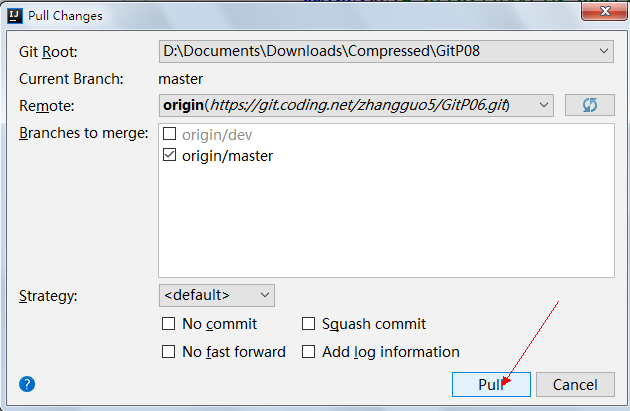 Pull Changes
Git Root: D:\Documents\Downloads\Compressed\GitP08
Current Branch: master
Remote: origin(https://git.coding.net/zhangguo5/GitP06.git)
Branches to merge: origin/dev
origin/master
Strategy: <default>
No commit Squash commit
No fast forward Add log information
? Pull Cancel